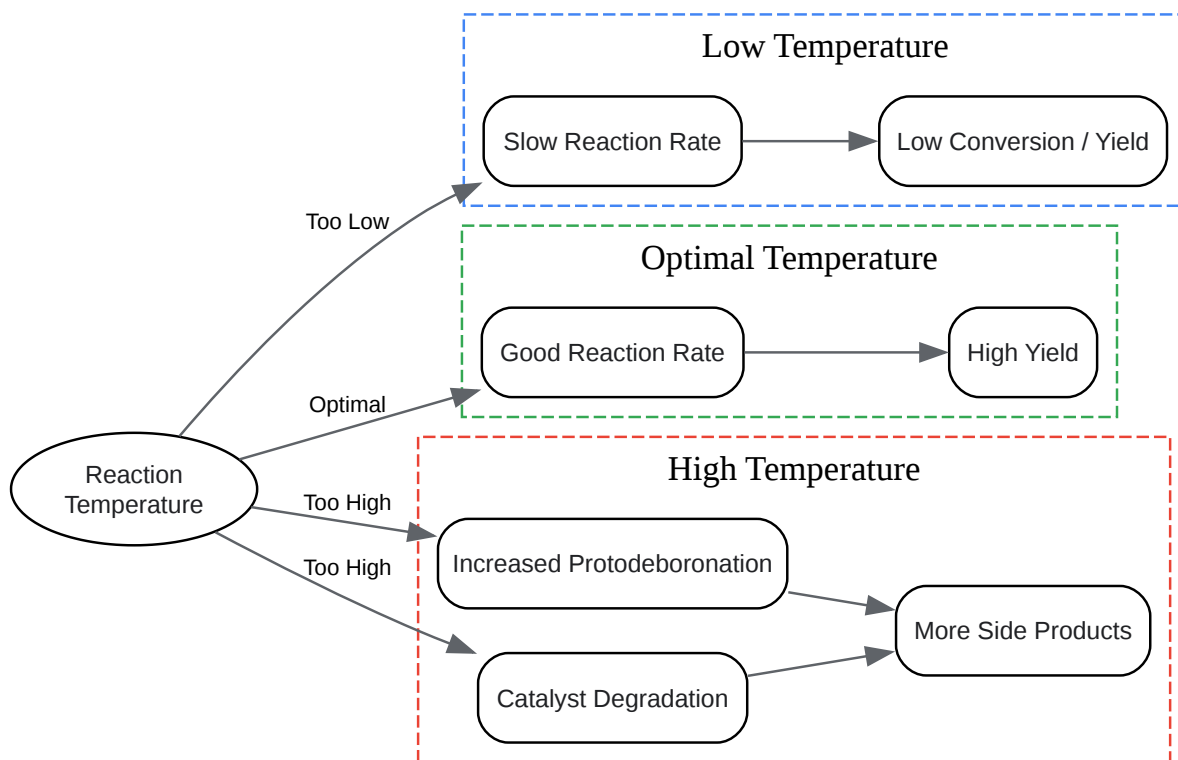 Low Temperature
Slow Reaction Rate
Low Conversion / Yield
Too Low
Optimal Temperature
Good Reaction Rate
High Yield
Optimal
Reaction
Temperature
High Temperature
Too High
Increased Protodeboronation
Too High
More Side Products
Catalyst Degradation